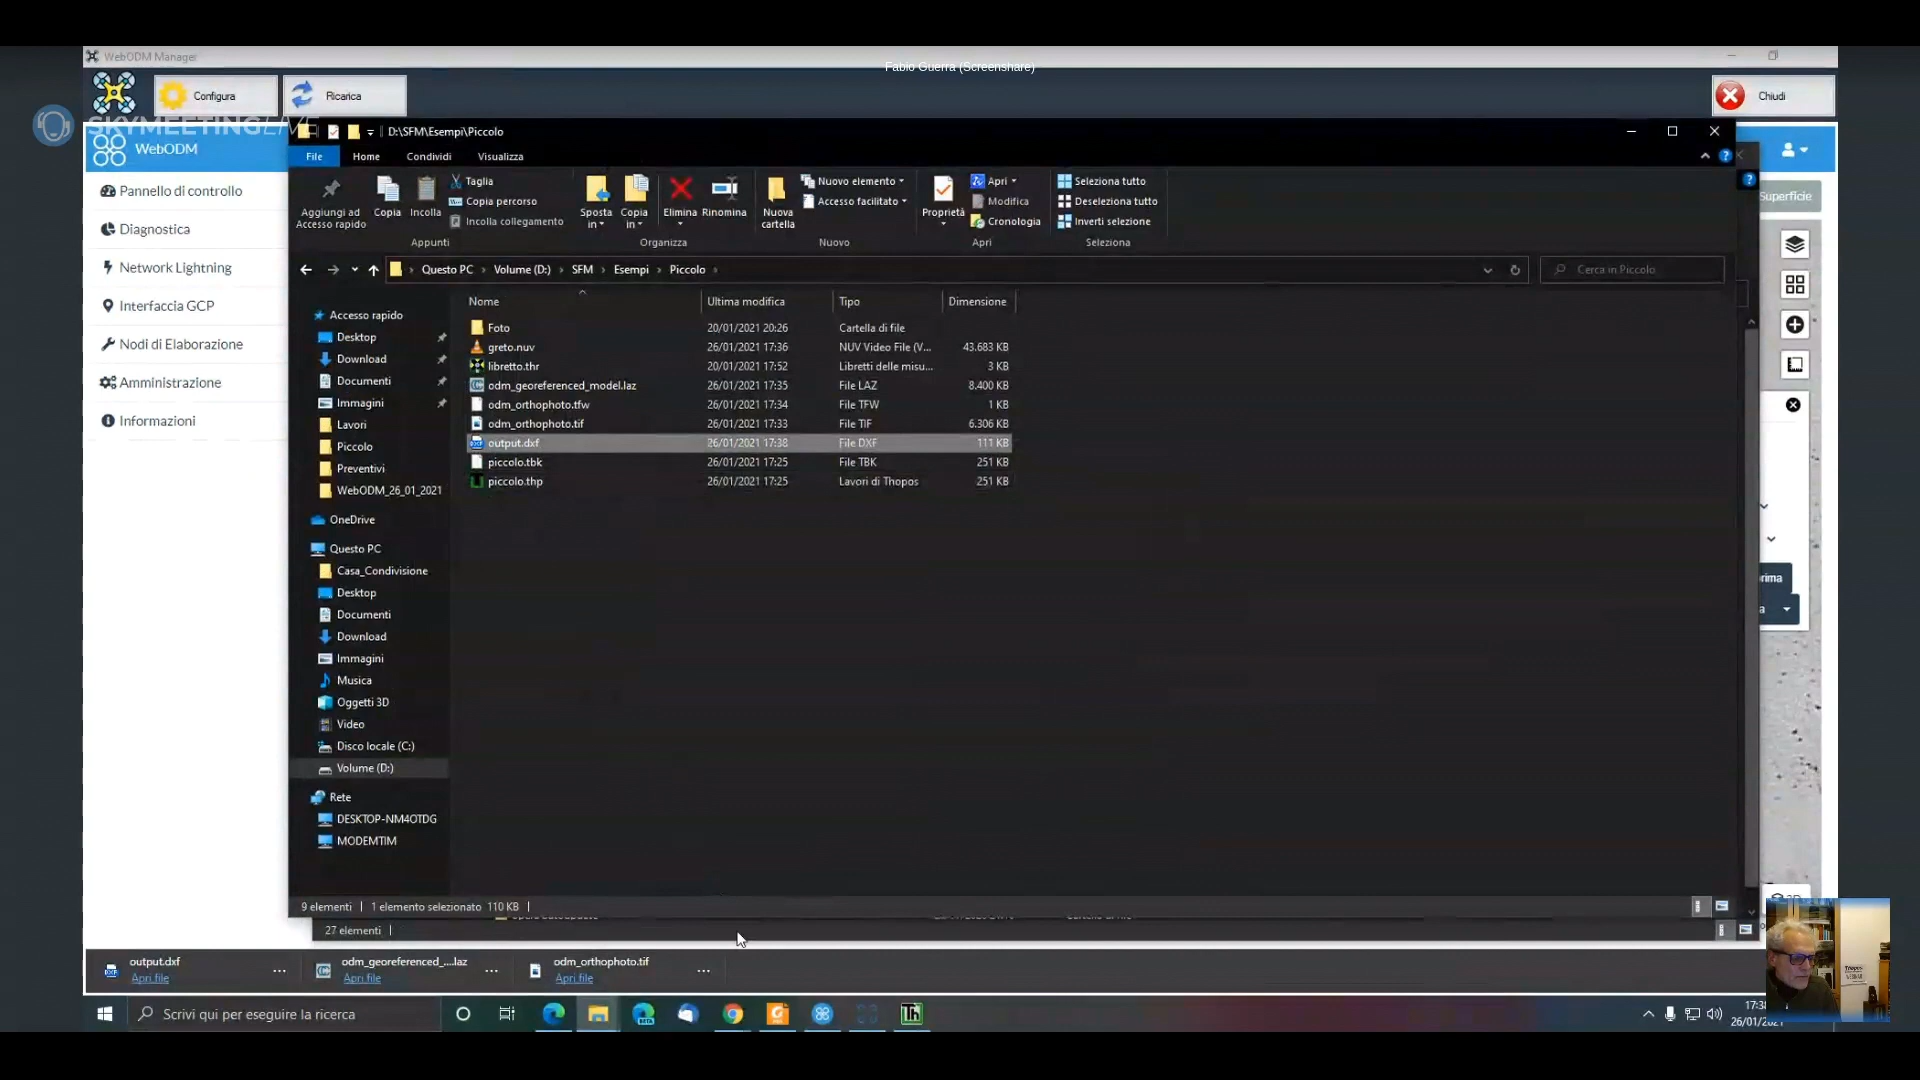 WebODM Manager
Fabio Guerra (Screenshare)
Configura
Ricarica
Chiudi
SKYMEETINGLIVE
D:\SFM\Esempi\Piccolo
WebODM
File
Home
Condividi
Visualizza
Pannello di controllo
Diagnostica
Network Lightning
Interfaccia GCP
Nodi di Elaborazione
Amministrazione
Informazioni
Aggiungi ad
Accesso rapido
Copia
Incolla
Taglia
Copia percorso
Incolla collegamento
Appunti
Sposta
in
Copia
in
Elimina
Rinomina
Organizza
Nuova
cartella
Nuovo elemento
Accesso facilitato
Nuovo
Proprietà
Apri
Modifica
Cronologia
Apri
Seleziona tutto
Deseleziona tutto
Inverti selezione
Seleziona
Superficie
Questo PC > Volume (D:) > SFM > Esempi > Piccolo >
Cerca in Piccolo
Accesso rapido
Desktop
Download
Documenti
Immagini
Lavori
Piccolo
Preventivi
WebODM_26_01_2021
OneDrive
Questo PC
Casa_Condivisione
Desktop
Documenti
Download
Immagini
Musica
Oggetti 3D
Video
Disco locale (C:)
Volume (D:)
Rete
DESKTOP-NM4OTDG
MODEMTIM
Nome Ultima modifica Tipo Dimensione
Foto 20/01/2021 20:26 Cartella di file
greto.nuv 26/01/2021 17:36 NUV Video File (V... 43.683 KB
libretto.thr 20/01/2021 17:52 Libretti delle misu... 3 KB
odm_georeferenced_model.laz 26/01/2021 17:35 File LAZ 8.400 KB
odm_orthophoto.tfw 26/01/2021 17:34 File TFW 1 KB
odm_orthophoto.tif 26/01/2021 17:33 File TIF 6.306 KB
output.dxf 26/01/2021 17:38 File DXF 111 KB
piccolo.tbk 26/01/2021 17:25 File TBK 251 KB
piccolo.thp 26/01/2021 17:25 Lavori di Thopos 251 KB
9 elementi | 1 elemento selezionato 110 KB |
27 elementi |
output.dxf
Apri file
odm_georeferenced_....laz
Apri file
odm_orthophoto.tif
Apri file
Scrivi qui per eseguire la ricerca
Th